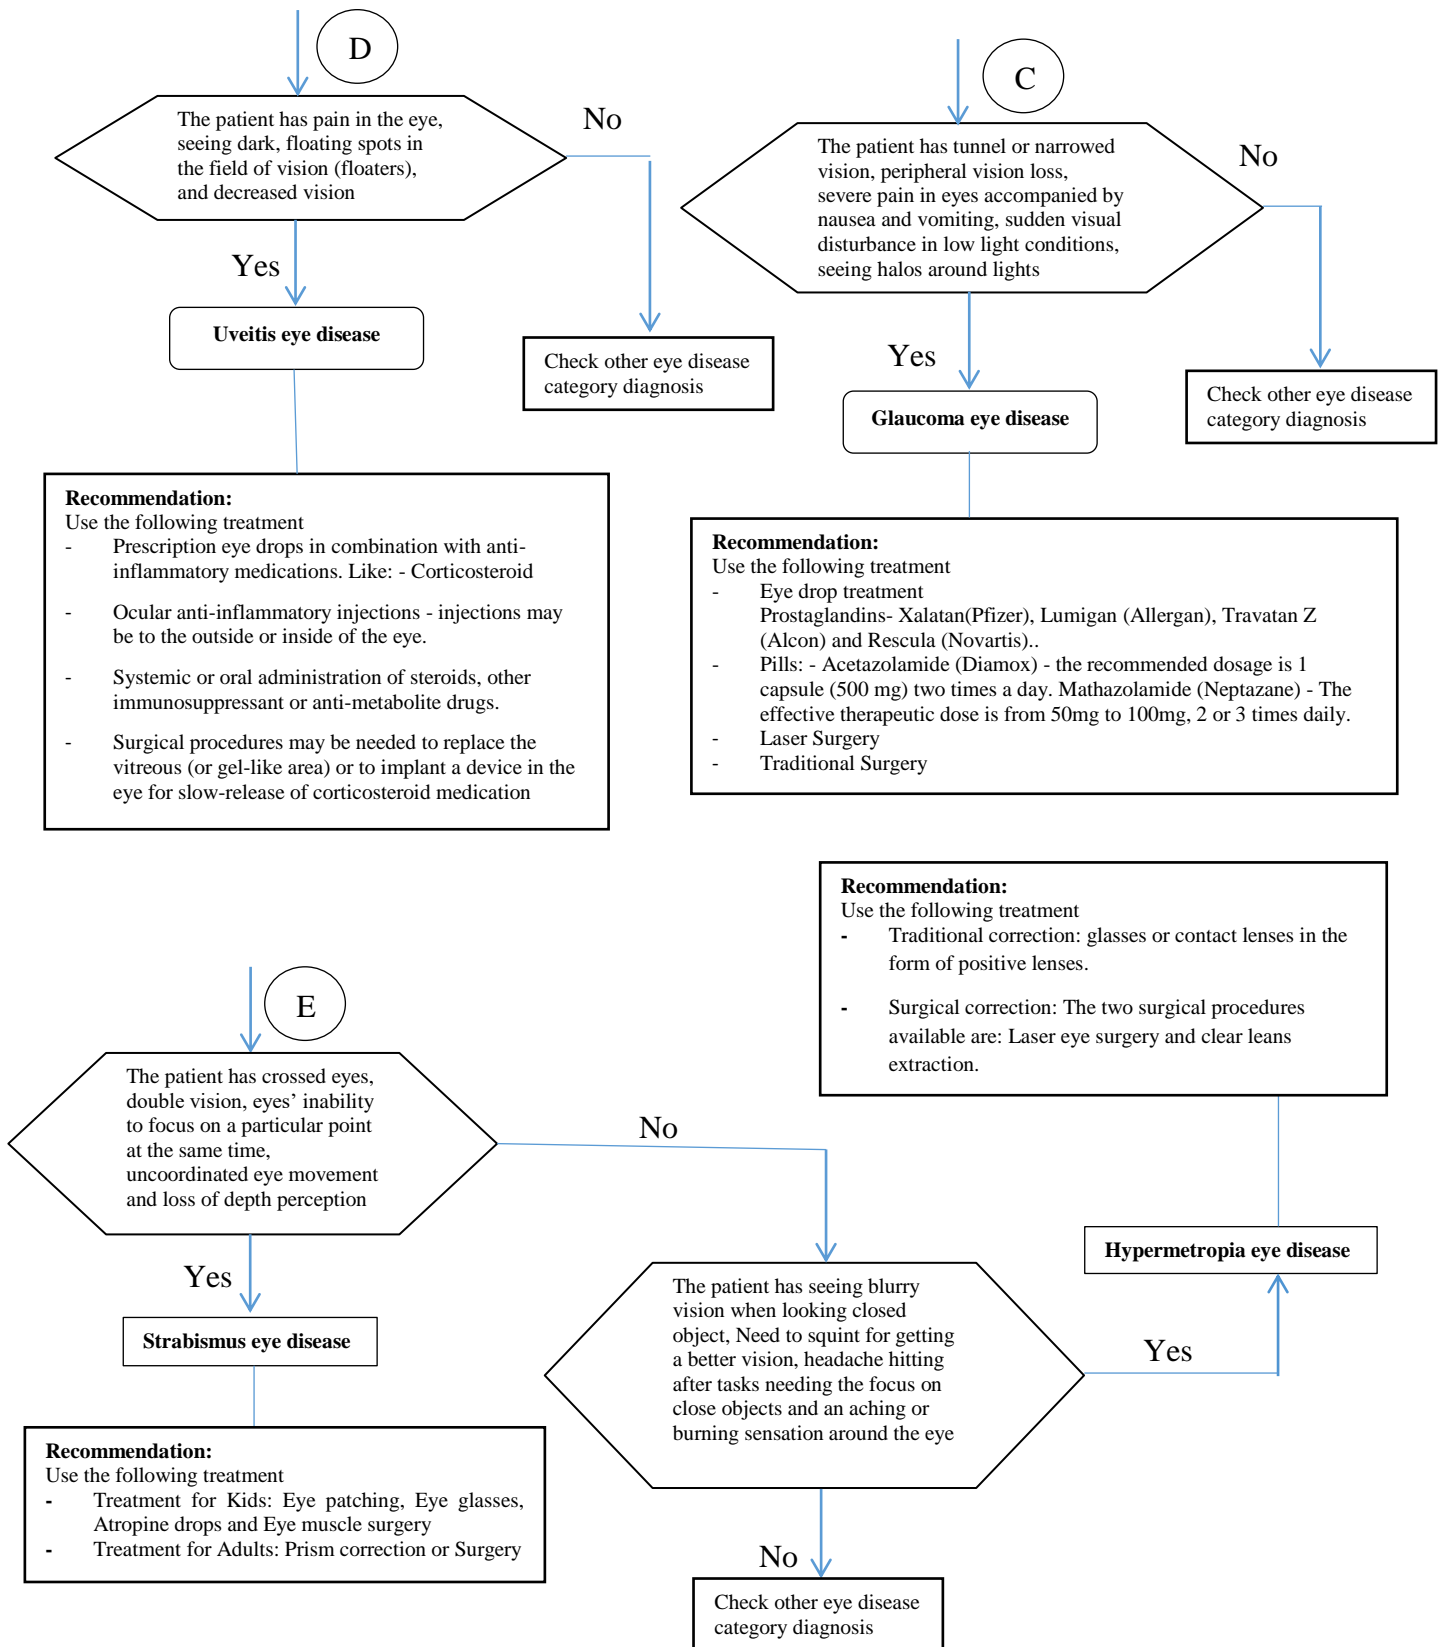 D
The patient has pain in the eye,
seeing dark, floating spots in
the field of vision (floaters),
and decreased vision
No
Yes
Uveitis eye disease
Check other eye disease
category diagnosis
Recommendation:
Use the following treatment
- Prescription eye drops in combination with anti-
inflammatory medications. Like: - Corticosteroid
- Ocular anti-inflammatory injections - injections may
be to the outside or inside of the eye.
- Systemic or oral administration of steroids, other
immunosuppressant or anti-metabolite drugs.
- Surgical procedures may be needed to replace the
vitreous (or gel-like area) or to implant a device in the
eye for slow-release of corticosteroid medication
C
The patient has tunnel or narrowed
vision, peripheral vision loss,
severe pain in eyes accompanied by
nausea and vomiting, sudden visual
disturbance in low light conditions,
seeing halos around lights
No
Yes
Glaucoma eye disease
Check other eye disease
category diagnosis
Recommendation:
Use the following treatment
- Eye drop treatment
Prostaglandins- Xalatan(Pfizer), Lumigan (Allergan), Travatan Z
(Alcon) and Rescula (Novartis)..
- Pills: - Acetazolamide (Diamox) - the recommended dosage is 1
capsule (500 mg) two times a day. Mathazolamide (Neptazane) - The
effective therapeutic dose is from 50mg to 100mg, 2 or 3 times daily.
- Laser Surgery
- Traditional Surgery
E
The patient has crossed eyes,
double vision, eyes’ inability
to focus on a particular point
at the same time,
uncoordinated eye movement
and loss of depth perception
No
Yes
Strabismus eye disease
Recommendation:
Use the following treatment
- Treatment for Kids: Eye patching, Eye glasses,
Atropine drops and Eye muscle surgery
- Treatment for Adults: Prism correction or Surgery
Recommendation:
Use the following treatment
- Traditional correction: glasses or contact lenses in the
form of positive lenses.
- Surgical correction: The two surgical procedures
available are: Laser eye surgery and clear leans
extraction.
Hypermetropia eye disease
The patient has seeing blurry
vision when looking closed
object, Need to squint for getting
a better vision, headache hitting
after tasks needing the focus on
close objects and an aching or
burning sensation around the eye
Yes
No
Check other eye disease
category diagnosis